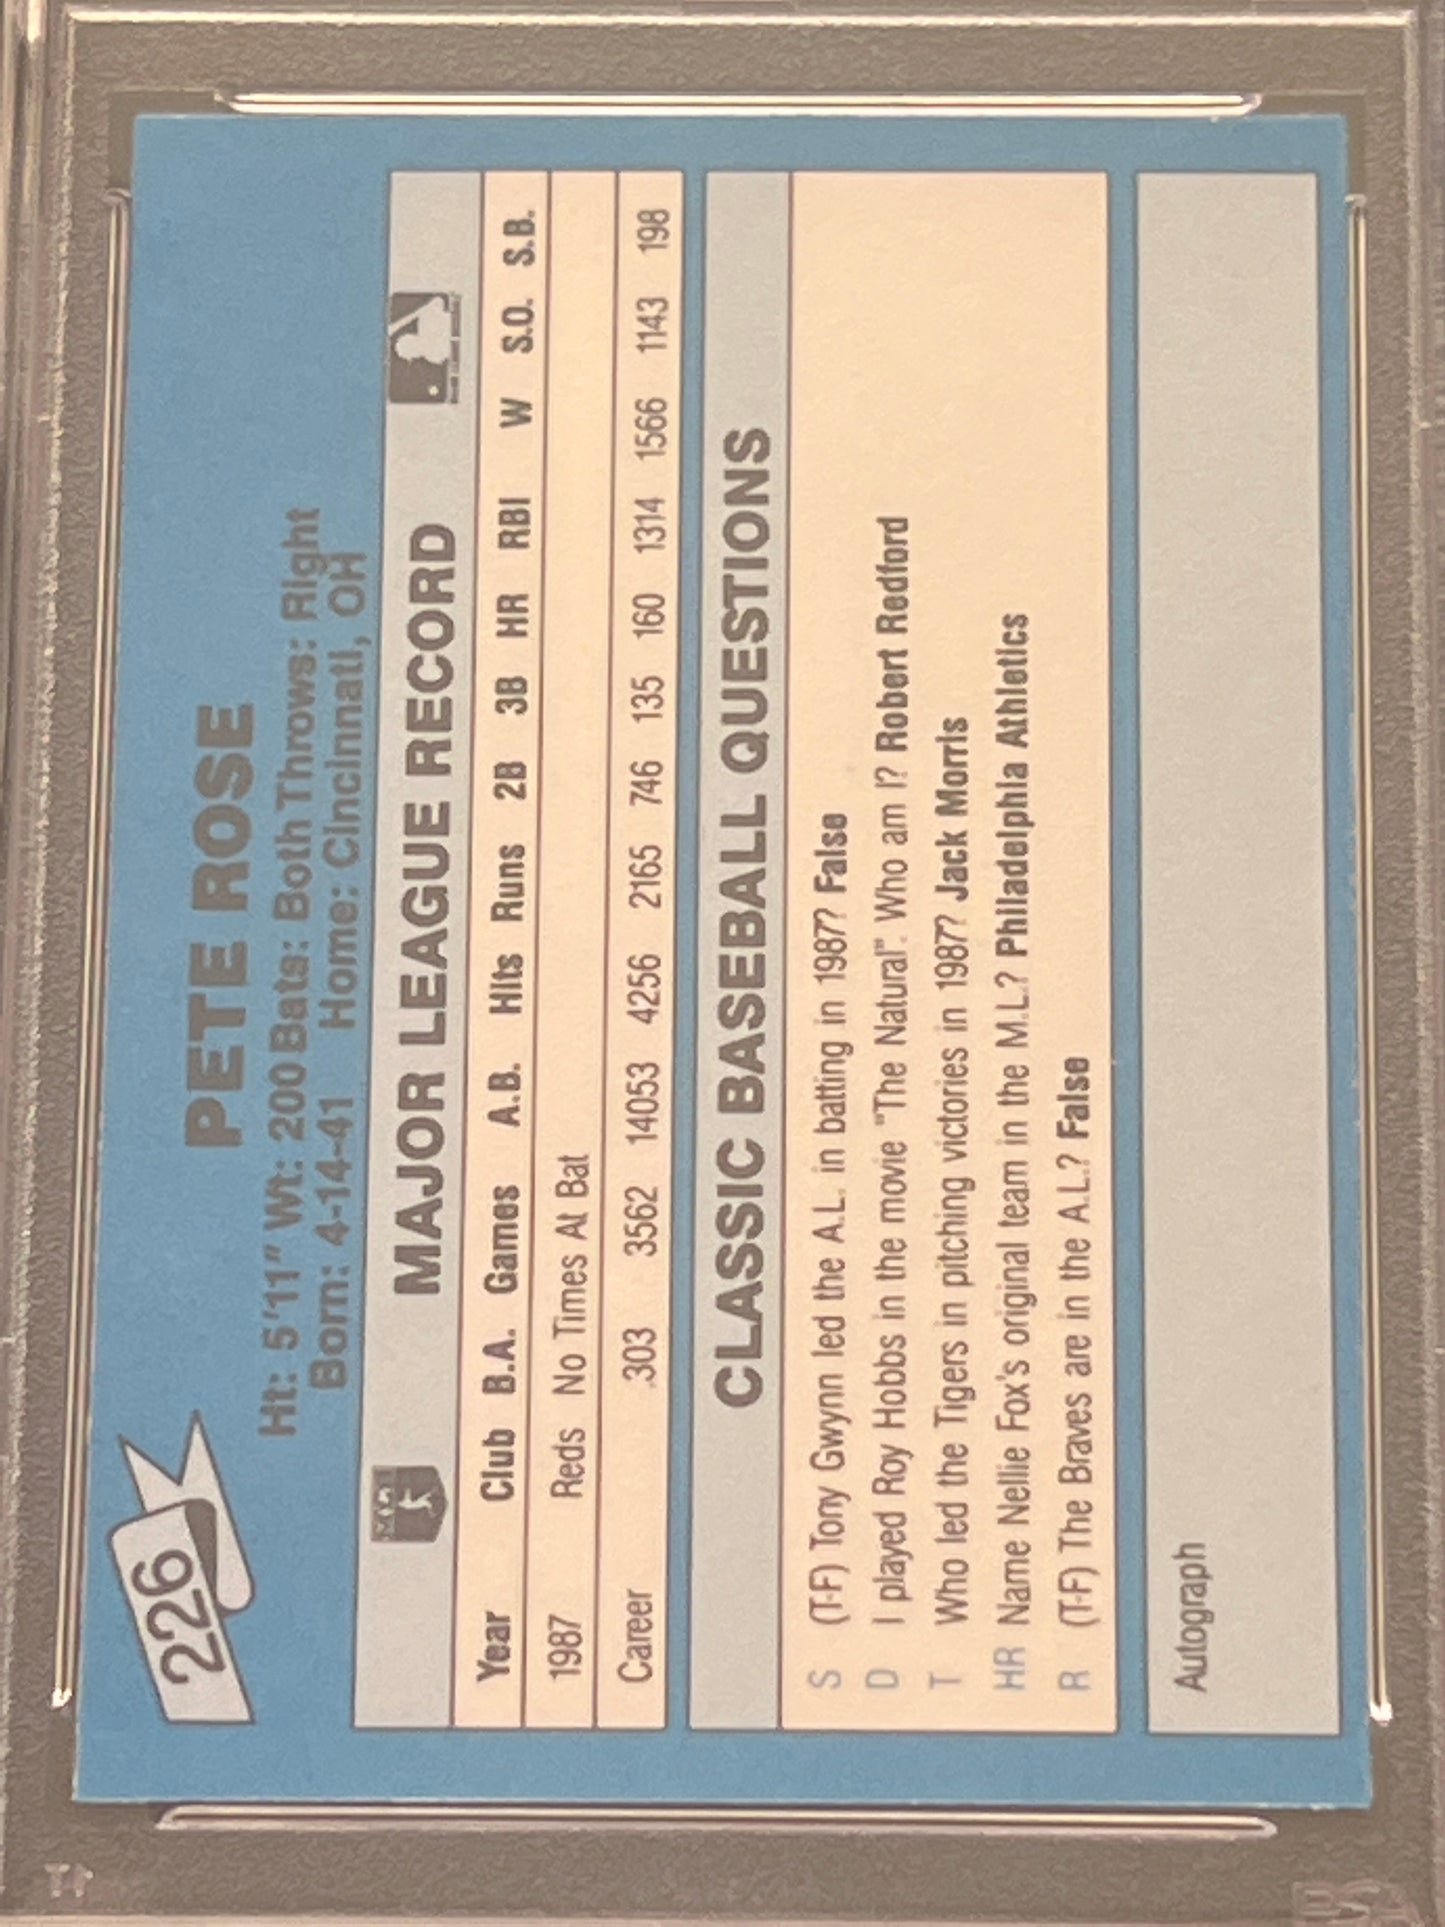 226
PETE ROSE
Ht: 5'11" Wt: 200 Bats: Both Throws: Right
Born: 4-14-41 Home: Cincinnati, OH
MAJOR LEAGUE RECORD
Year Club B.A. Games A.B. Hits Runs 2B 3B HR RBI W S.O. S.B.
1987 Reds No Times At Bat
Career .303 3562 14053 4256 2165 746 135 160 1314 1566 1143 198
CLASSIC BASEBALL QUESTIONS
S (T-F) Tony Gwynn led the A.L. in batting in 1987? False
D I played Roy Hobbs in the movie "The Natural". Who am I? Robert Redford
T Who led the Tigers in pitching victories in 1987? Jack Morris
HR Name Nellie Fox's original team in the M.L.? Philadelphia Athletics
R (T-F) The Braves are in the A.L.? False
Autograph
PSA